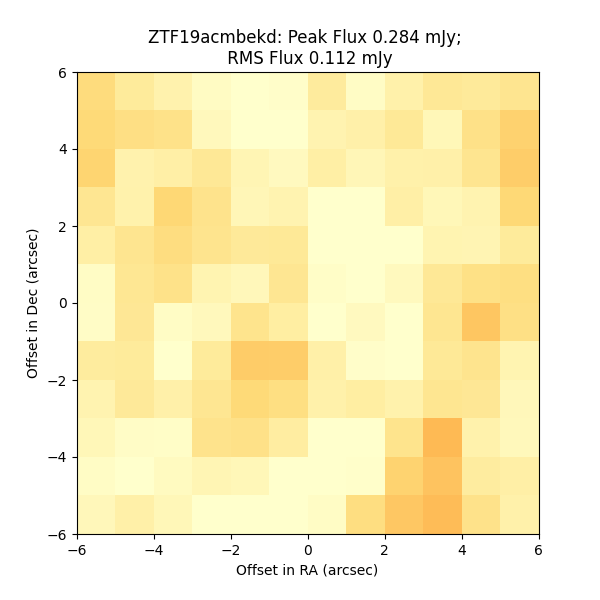 ZTF19acmbekd: Peak Flux 0.284 mJy;
RMS Flux 0.112 mJy
6
4
2
0
−2
−4
−6
Offset in Dec (arcsec)
−6 −4 −2 0 2 4 6
Offset in RA (arcsec)